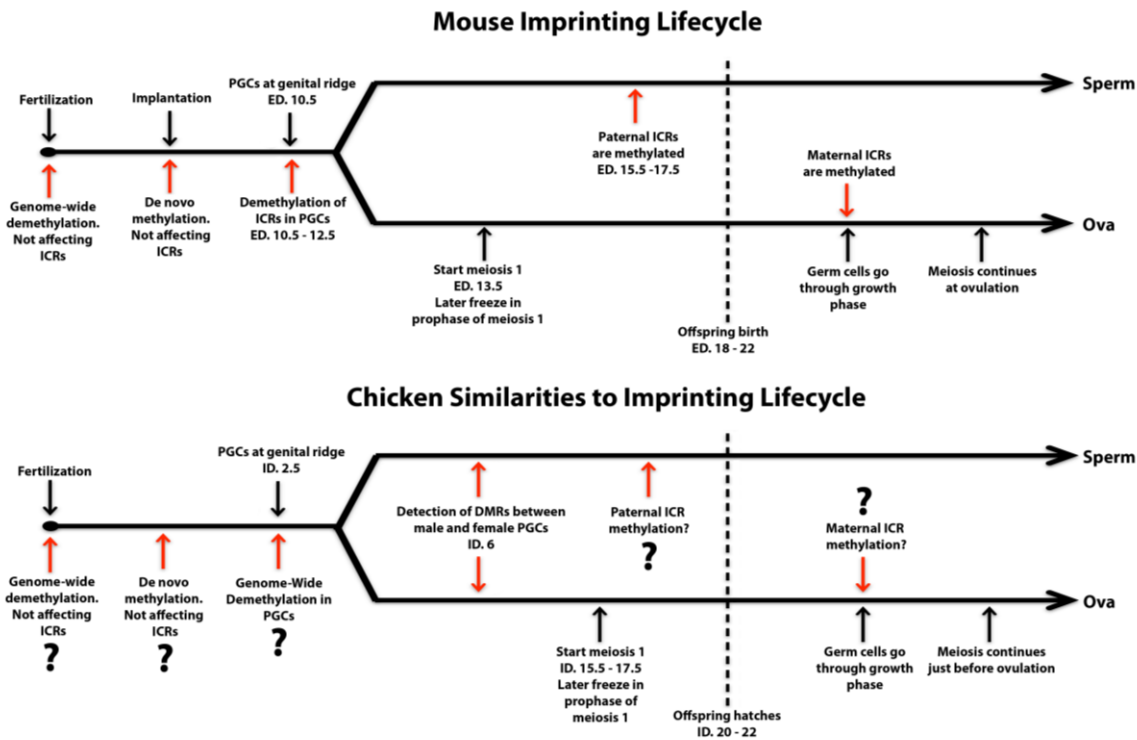 Mouse Imprinting Lifecycle
Fertilization
Implantation
PGCs at genital ridge
ED. 10.5
Sperm
Genome-wide
demethylation.
Not affecting
ICRs
De novo
methylation.
Not affecting
ICRs
Demethylation of
ICRs in PGCs
ED. 10.5 - 12.5
Paternal ICRs
are methylated
ED. 15.5 -17.5
Maternal ICRs
are methylated
Ova
Start meiosis 1
ED. 13.5
Later freeze in
prophase of meiosis 1
Germ cells go
through growth
phase
Meiosis continues
at ovulation
Offspring birth
ED. 18 - 22
Chicken Similarities to Imprinting Lifecycle
Fertilization
PGCs at genital ridge
ID. 2.5
Sperm
Genome-wide
demethylation.
Not affecting
ICRs
?
De novo
methylation.
Not affecting
ICRs
?
Genome-Wide
Demethylation in
PGCs
?
Detection of DMRs between
male and female PGCs
ID. 6
Paternal ICR
methylation?
?
?
Maternal ICR
methylation?
Ova
Start meiosis 1
ID. 15.5 - 17.5
Later freeze in
prophase of
meiosis 1
Germ cells go
through growth
phase
Meiosis continues
just before ovulation
Offspring hatches
ID. 20 - 22